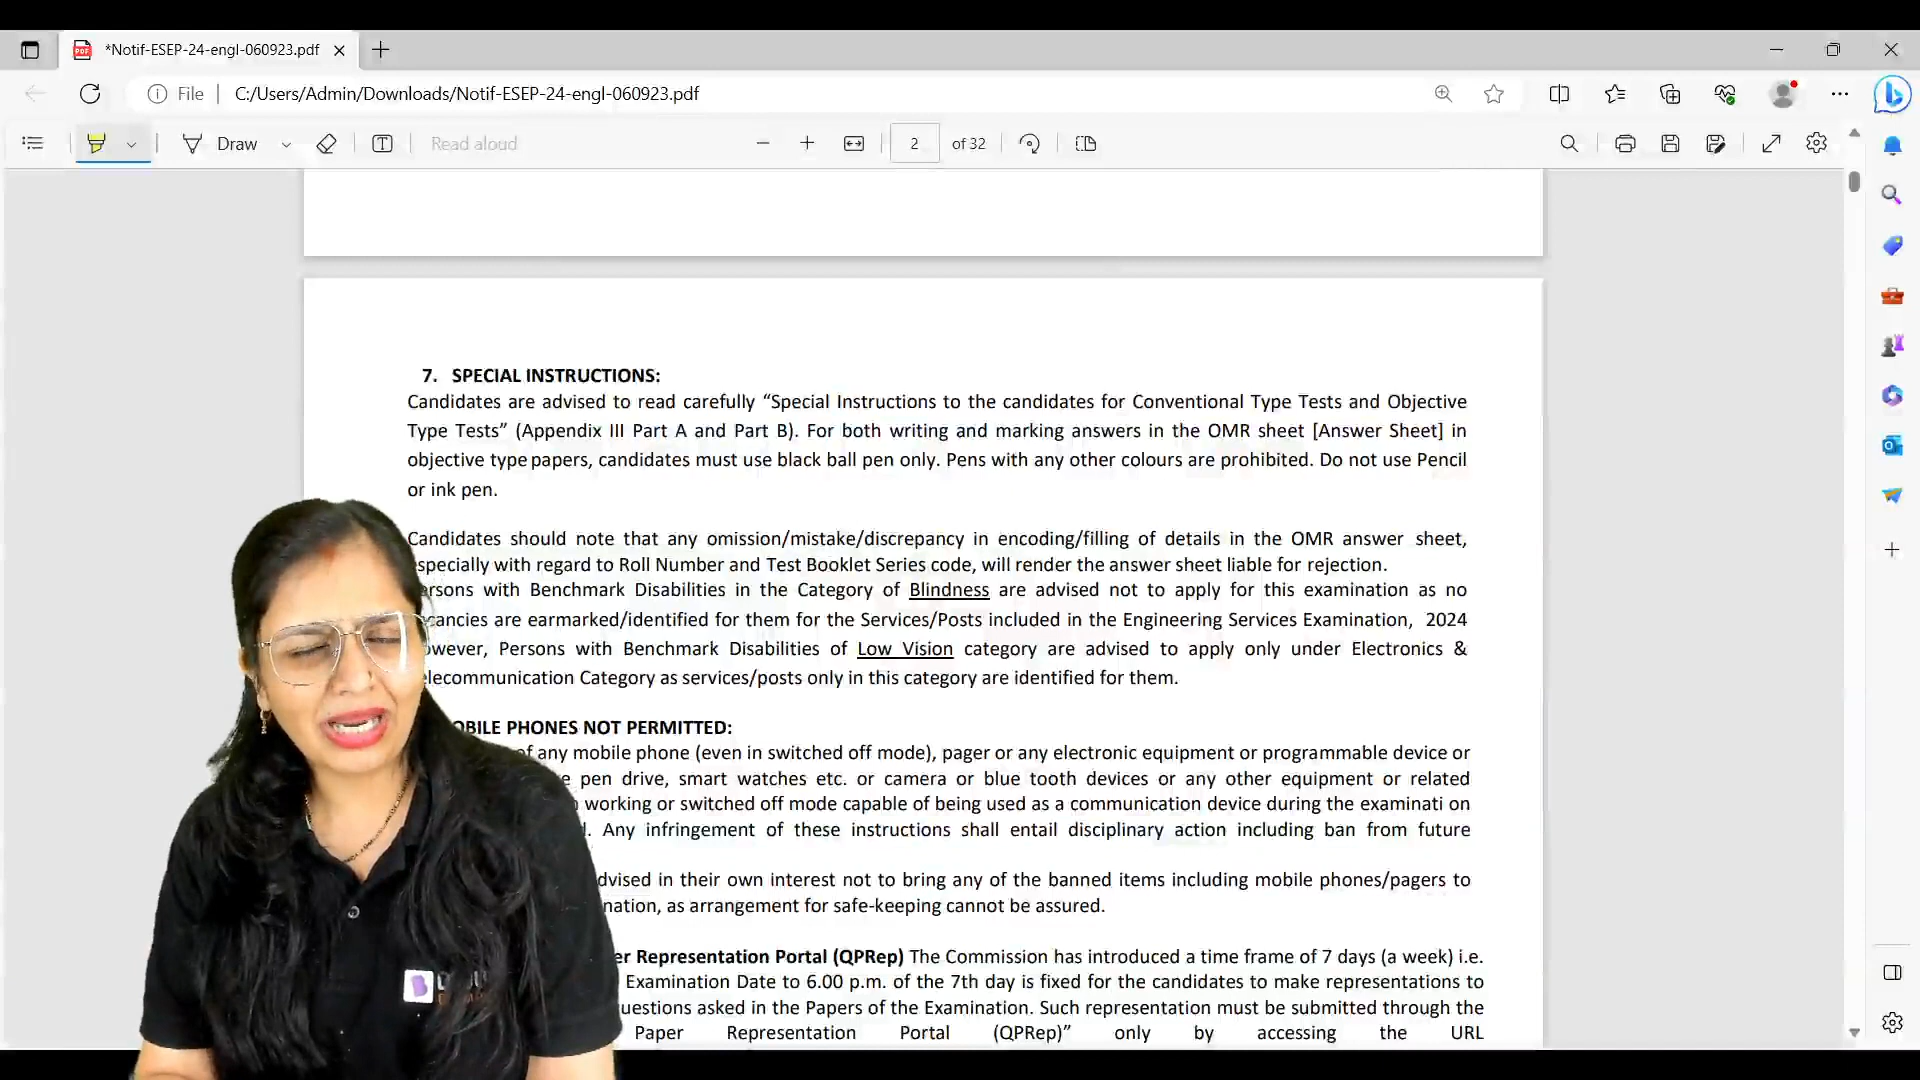 *Notif-ESEP-24-engl-060923.pdf
File
C:/Users/Admin/Downloads/Notif-ESEP-24-engl-060923.pdf
Draw
Read aloud
2 of 32
7. SPECIAL INSTRUCTIONS:
Candidates are advised to read carefully “Special Instructions to the candidates for Conventional Type Tests and Objective
Type Tests” (Appendix III Part A and Part B). For both writing and marking answers in the OMR sheet [Answer Sheet] in
objective type papers, candidates must use black ball pen only. Pens with any other colours are prohibited. Do not use Pencil
or ink pen.
Candidates should note that any omission/mistake/discrepancy in encoding/filling of details in the OMR answer sheet,
especially with regard to Roll Number and Test Booklet Series code, will render the answer sheet liable for rejection.
ersons with Benchmark Disabilities in the Category of Blindness are advised not to apply for this examination as no
ancies are earmarked/identified for them for the Services/Posts included in the Engineering Services Examination, 2024
owever, Persons with Benchmark Disabilities of Low Vision category are advised to apply only under Electronics &
elecommunication Category as services/posts only in this category are identified for them.
OBILE PHONES NOT PERMITTED:
of any mobile phone (even in switched off mode), pager or any electronic equipment or programmable device or
e pen drive, smart watches etc. or camera or blue tooth devices or any other equipment or related
working or switched off mode capable of being used as a communication device during the examinati on
. Any infringement of these instructions shall entail disciplinary action including ban from future
dvised in their own interest not to bring any of the banned items including mobile phones/pagers to
nation, as arrangement for safe-keeping cannot be assured.
er Representation Portal (QPRep) The Commission has introduced a time frame of 7 days (a week) i.e.
Examination Date to 6.00 p.m. of the 7th day is fixed for the candidates to make representations to
uestions asked in the Papers of the Examination. Such representation must be submitted through the
Paper Representation Portal (QPRep)” only by accessing the URL